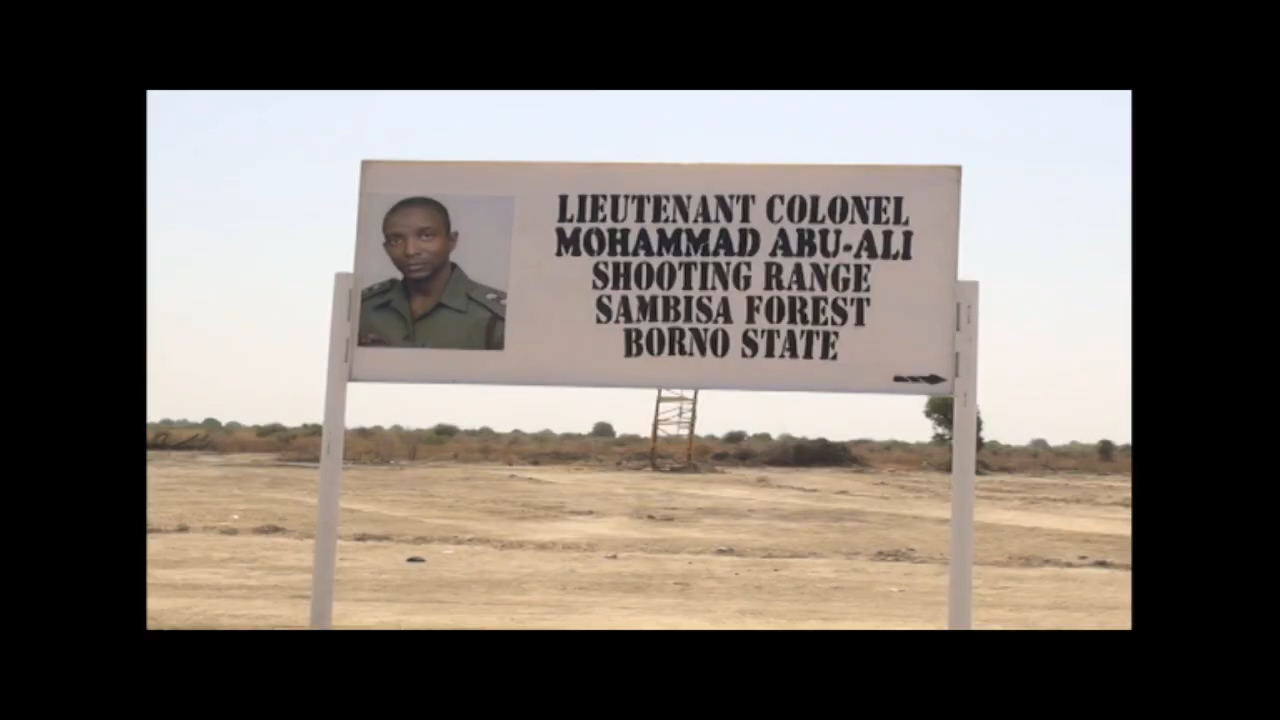 LIEUTENANT COLONEL
MOHAMMAD ABU-ALI
SHOOTING RANGE
SAMBISA FOREST
BORNO STATE